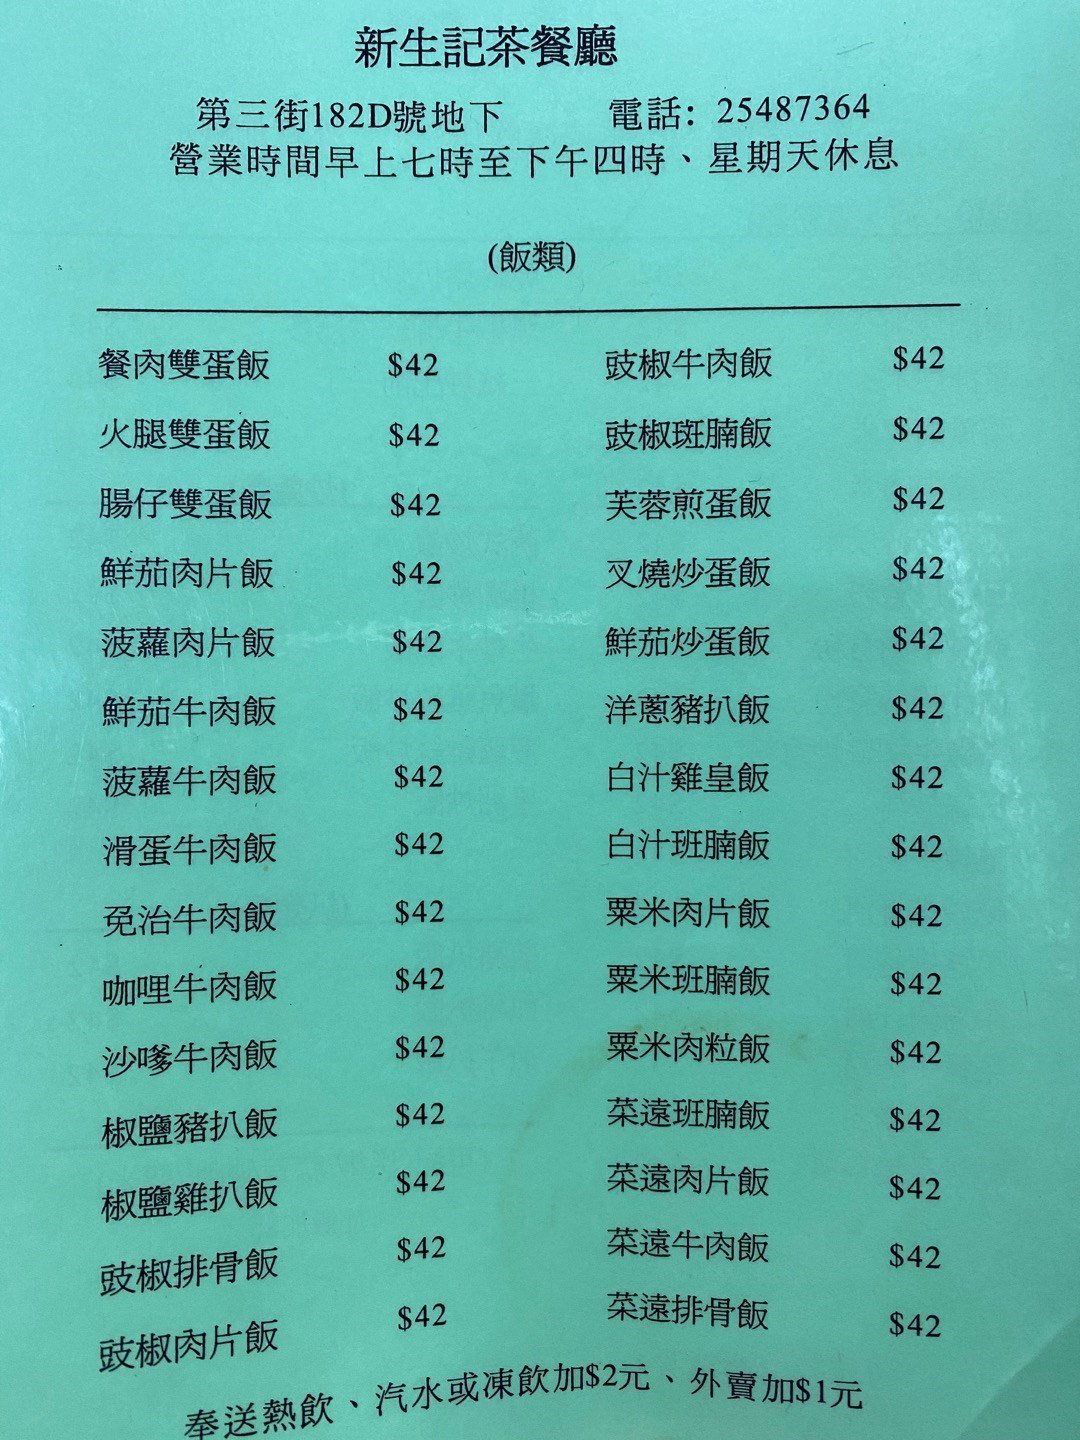 新生記茶餐廳
第三街182D號地下 電話: 25487364
營業時間早上七時至下午四時、星期天休息
(飯類)
餐肉雙蛋飯 $42 豉椒牛肉飯 $42
火腿雙蛋飯 $42 豉椒斑腩飯 $42
腸仔雙蛋飯 $42 芙蓉煎蛋飯 $42
鮮茄肉片飯 $42 叉燒炒蛋飯 $42
菠蘿肉片飯 $42 鮮茄炒蛋飯 $42
鮮茄牛肉飯 $42 洋蔥豬扒飯 $42
菠蘿牛肉飯 $42 白汁雞皇飯 $42
滑蛋牛肉飯 $42 白汁班腩飯 $42
免治牛肉飯 $42 粟米肉片飯 $42
咖哩牛肉飯 $42 粟米班腩飯 $42
沙嗲牛肉飯 $42 粟米肉粒飯 $42
椒鹽豬扒飯 $42 菜遠班腩飯 $42
椒鹽雞扒飯 $42 菜遠肉片飯 $42
豉椒排骨飯 $42 菜遠牛肉飯 $42
豉椒肉片飯 $42 菜遠排骨飯 $42
奉送熱飲、汽水或凍飲加$2元、外賣加$1元